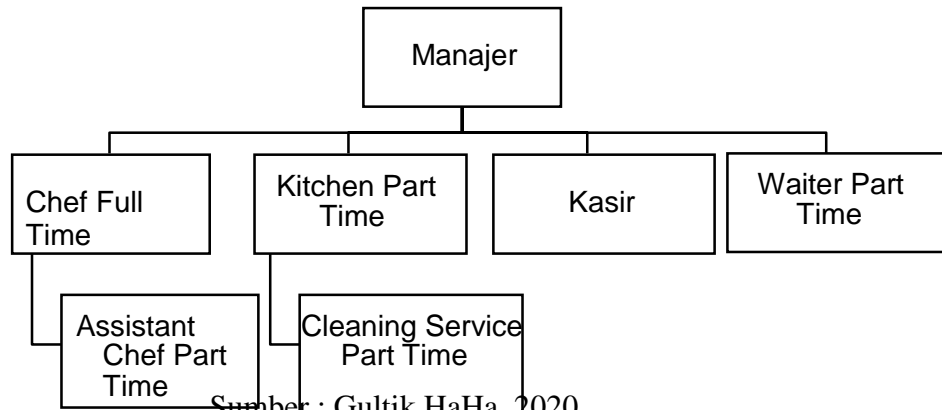 Manajer
Chef Full
Time
Kitchen Part
Time
Kasir
Waiter Part
Time
Assistant
Chef Part
Time
Cleaning Service
Part Time
Sumber : Gultik HaHa, 2020